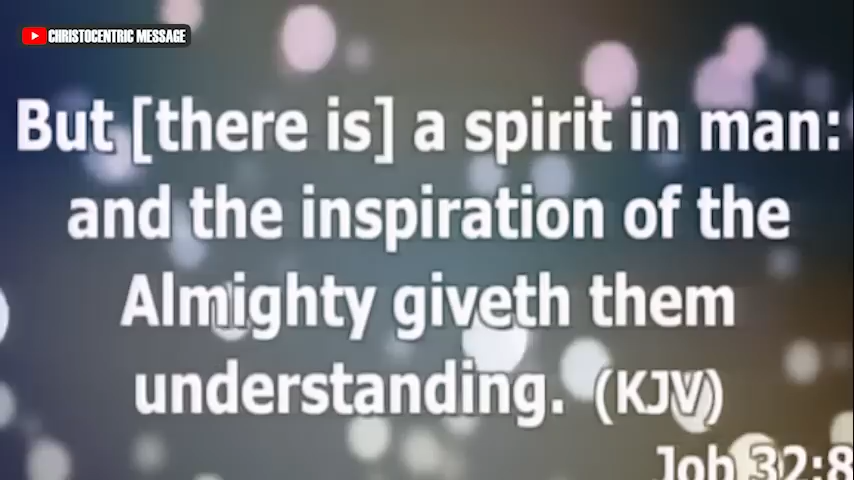 CHRISTOCENTRIC MESSAGE
But [there is] a spirit in man:
and the inspiration of the
Almighty giveth them
understanding. (KJV)
Job 32:8